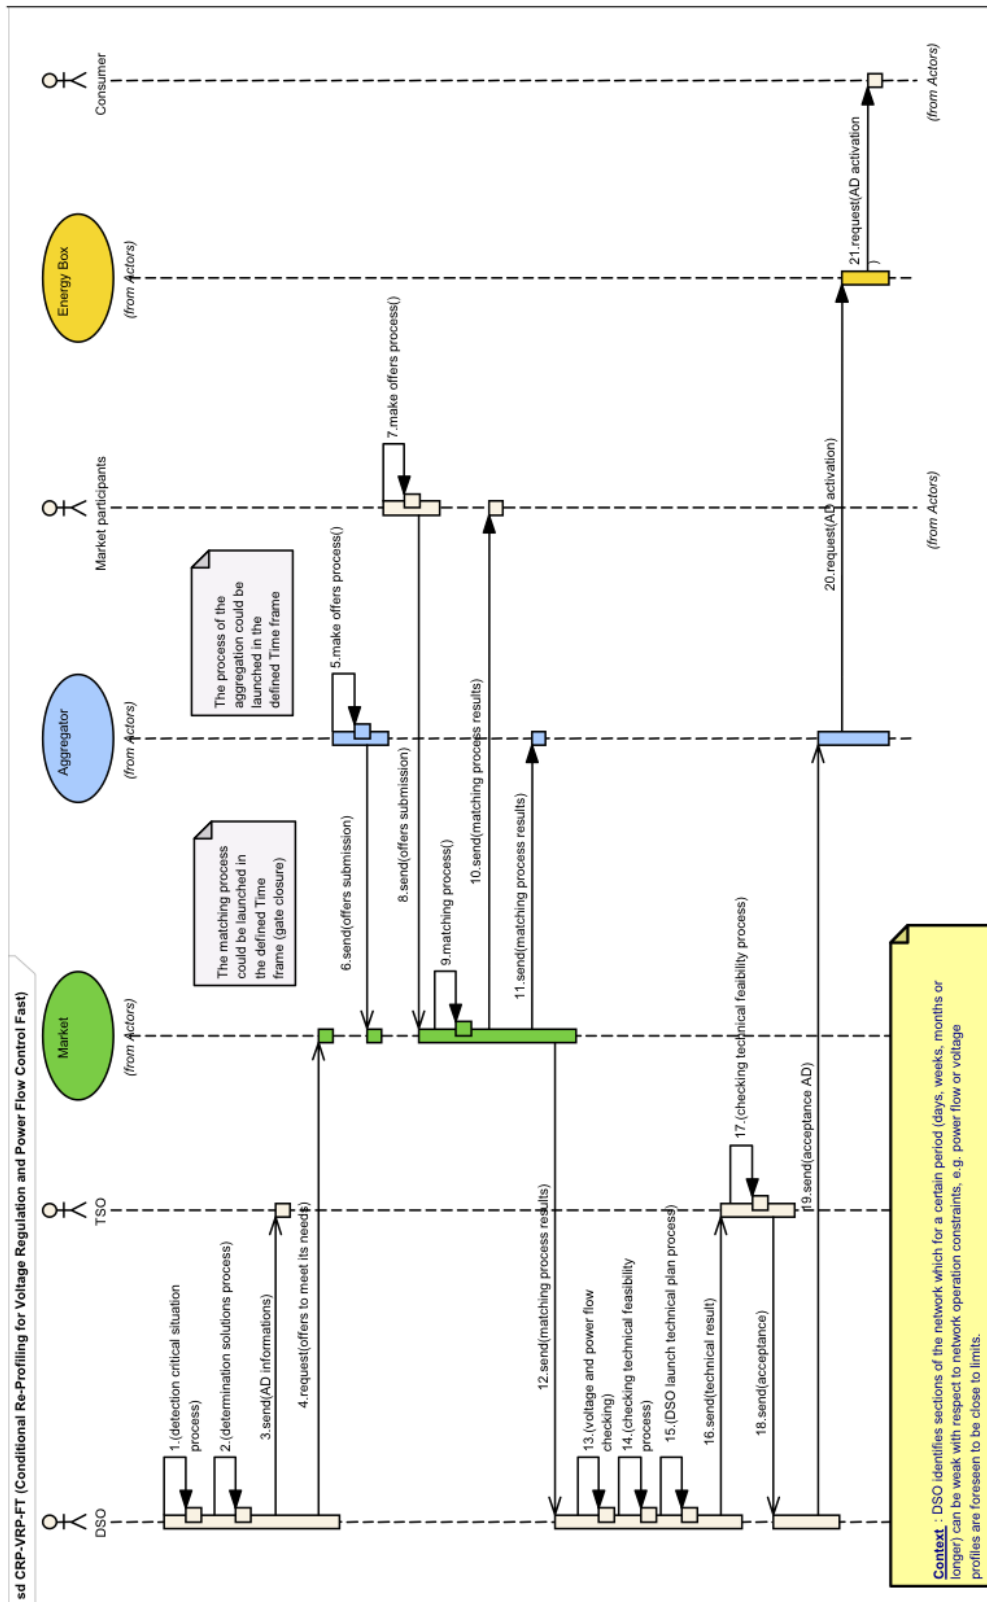 sd CRP-VRP-FT (Conditional Re-Profiling for Voltage Regulation and Power Flow Control Fast)
DSO
TSO
Market
(from Actors)
Aggregator
(from Actors)
Market participants
Energy Box
(from Actors)
Consumer
The matching process
could be launched in
the defined Time
frame (gate closure)
The process of the
aggregation could be
launched in the
defined Time frame
1.(detection critical situation
process)
2.(determination solutions process)
3.send(AD informations)
4.request(offers to meet its needs)
5.make offers process()
6.send(offers submission)
7.make offers process()
8.send(offers submission)
9.matching process()
10.send(matching process results)
11.send(matching process results)
12.send(matching process results)
13.(voltage and power flow
checking)
14.(checking technical feasibility
process)
15.(DSO launch technical plan process)
16.send(technical result)
17.(checking technical feaibility process)
18.send(acceptance)
19.send(acceptance AD)
20.request(AD activation)
21.request(AD activation
)
(from Actors)
(from Actors)
Context : DSO identifies sections of the network which for a certain period (days, weeks, months or
longer) can be weak with respect to network operation constraints, e.g. power flow or voltage
profiles are foreseen to be close to limits.